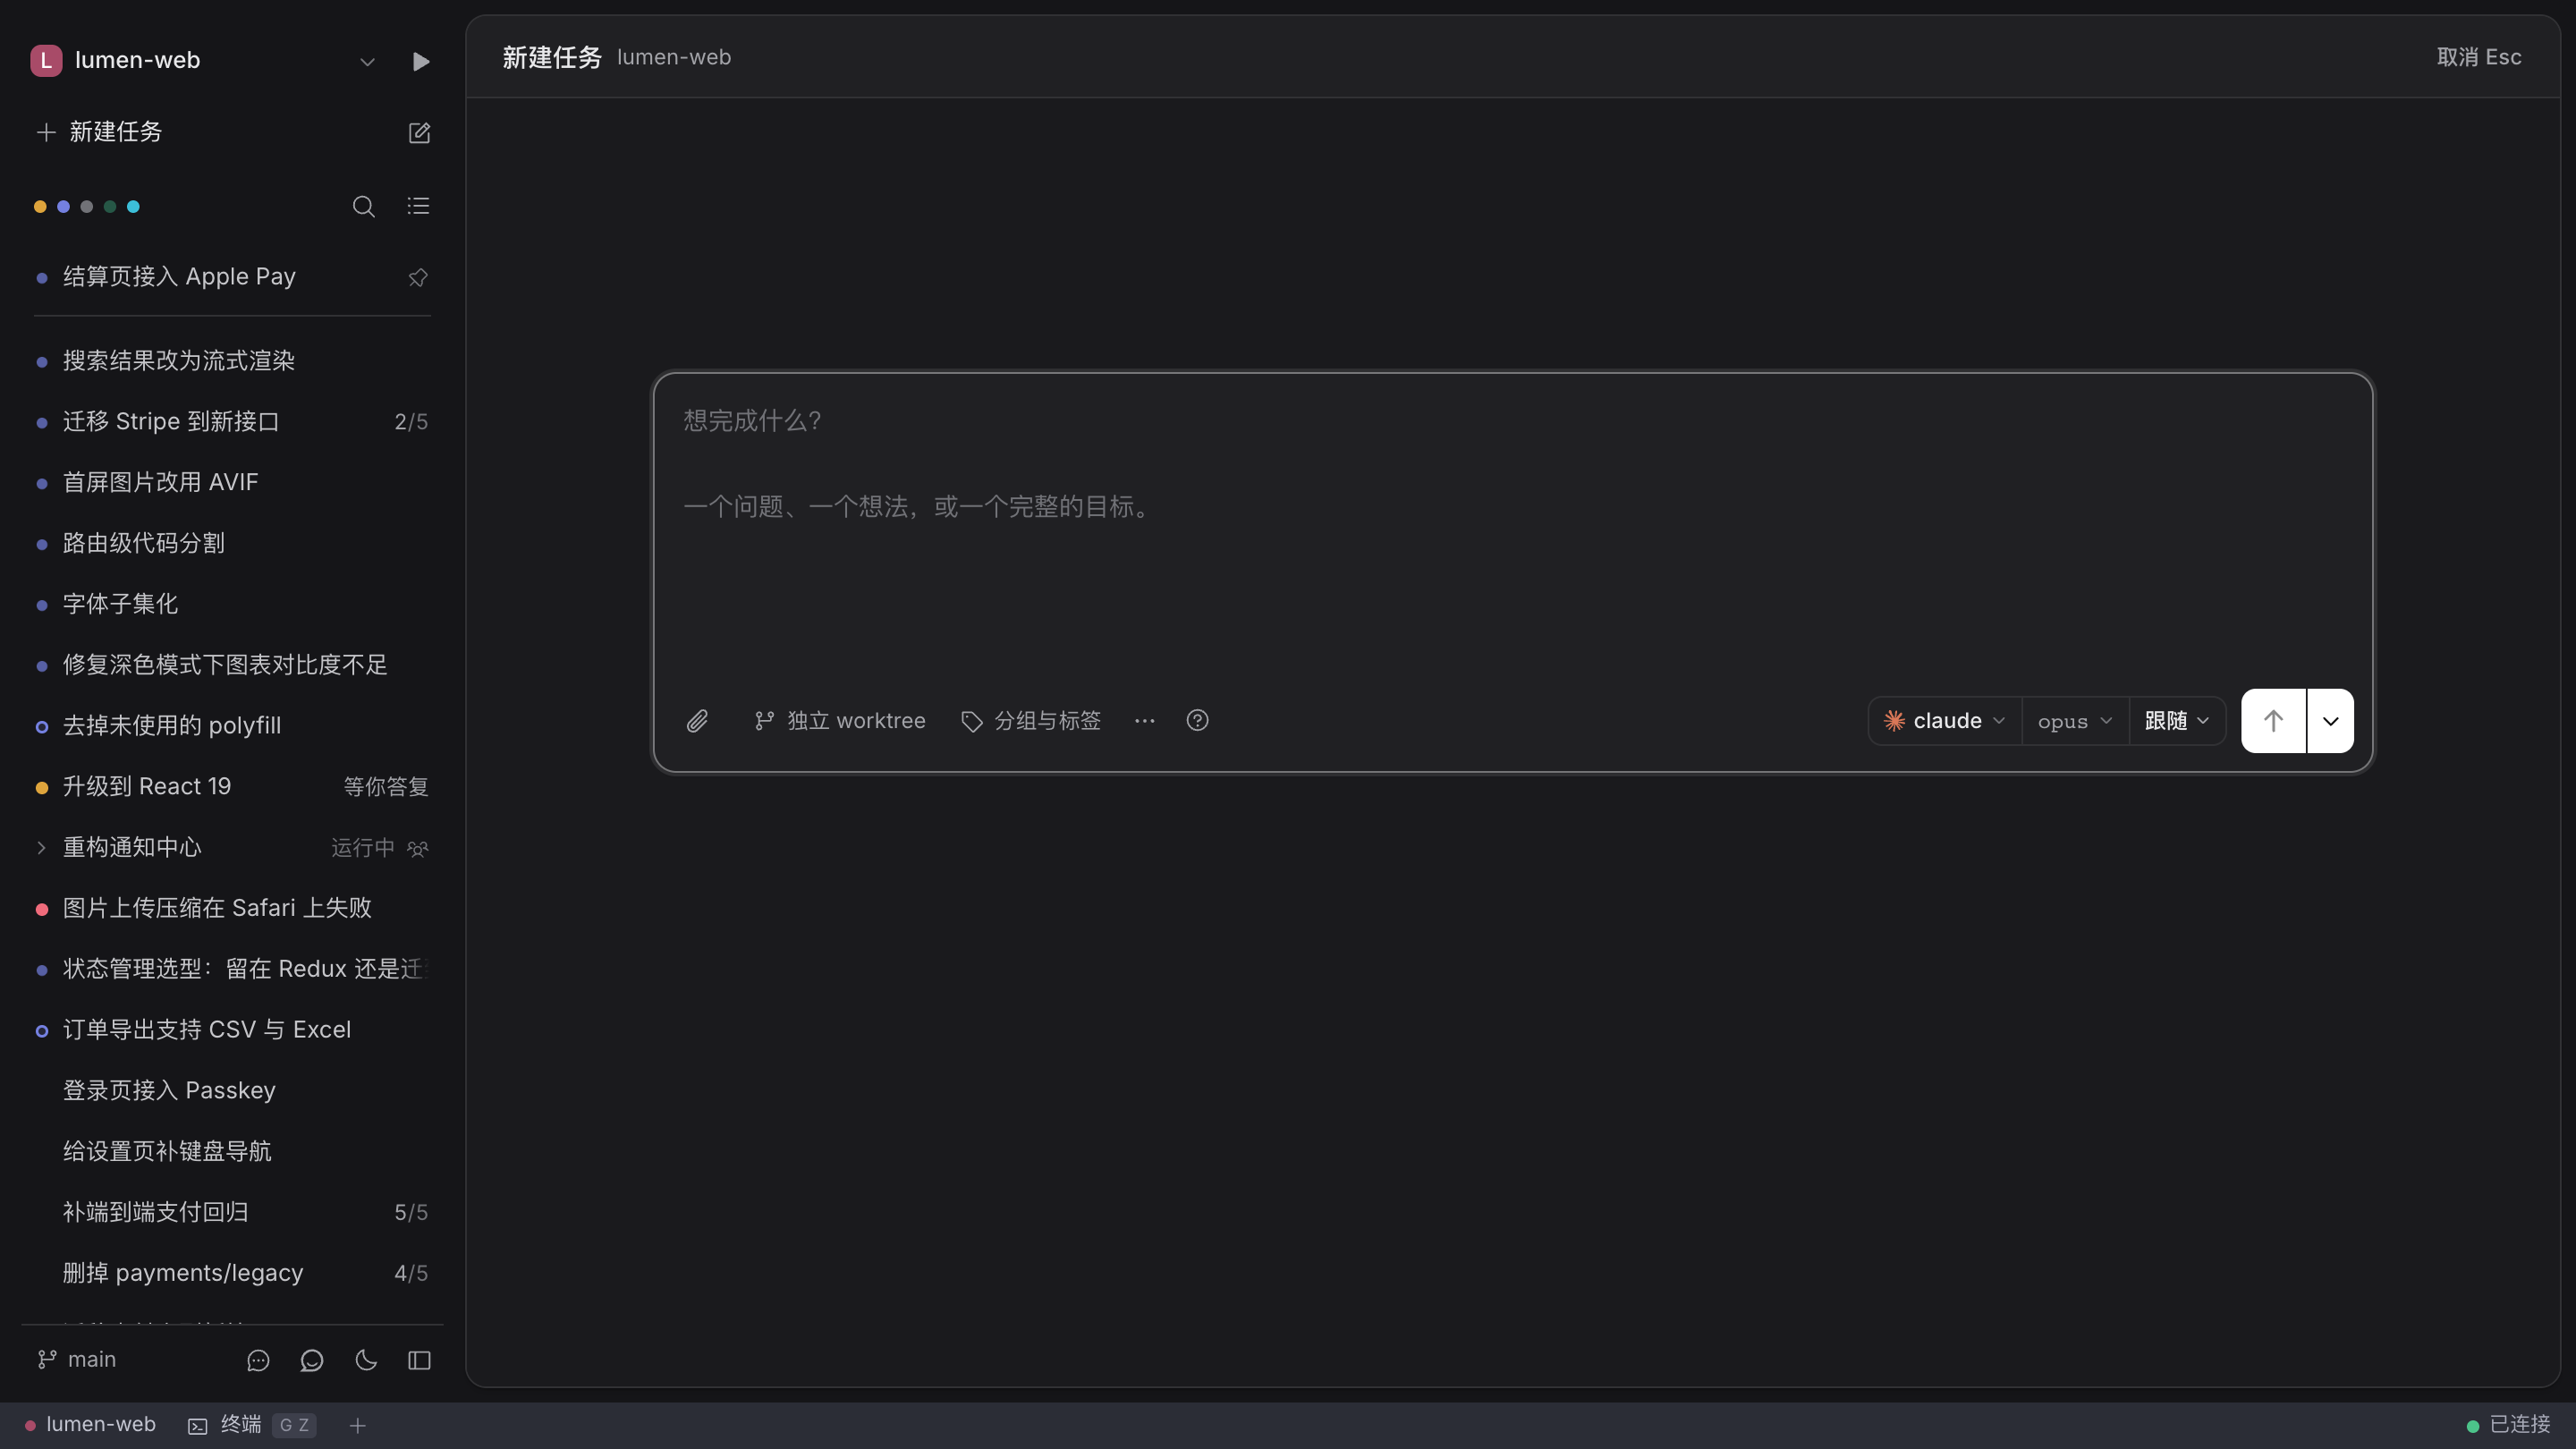 L lumen-web
新建任务
结算页接入 Apple Pay
搜索结果改为流式渲染
迁移 Stripe 到新接口 2/5
首屏图片改用 AVIF
路由级代码分割
字体子集化
修复深色模式下图表对比度不足
去掉未使用的 polyfill
升级到 React 19 等你答复
重构通知中心 运行中
图片上传压缩在 Safari 上失败
状态管理选型：留在 Redux 还是迁
订单导出支持 CSV 与 Excel
登录页接入 Passkey
给设置页补键盘导航
补端到端支付回归 5/5
删掉 payments/legacy 4/5
main
新建任务 lumen-web 取消 Esc
想完成什么？
一个问题、一个想法，或一个完整的目标。
独立 worktree 分组与标签 claude opus 跟随
lumen-web 终端 G Z 已连接